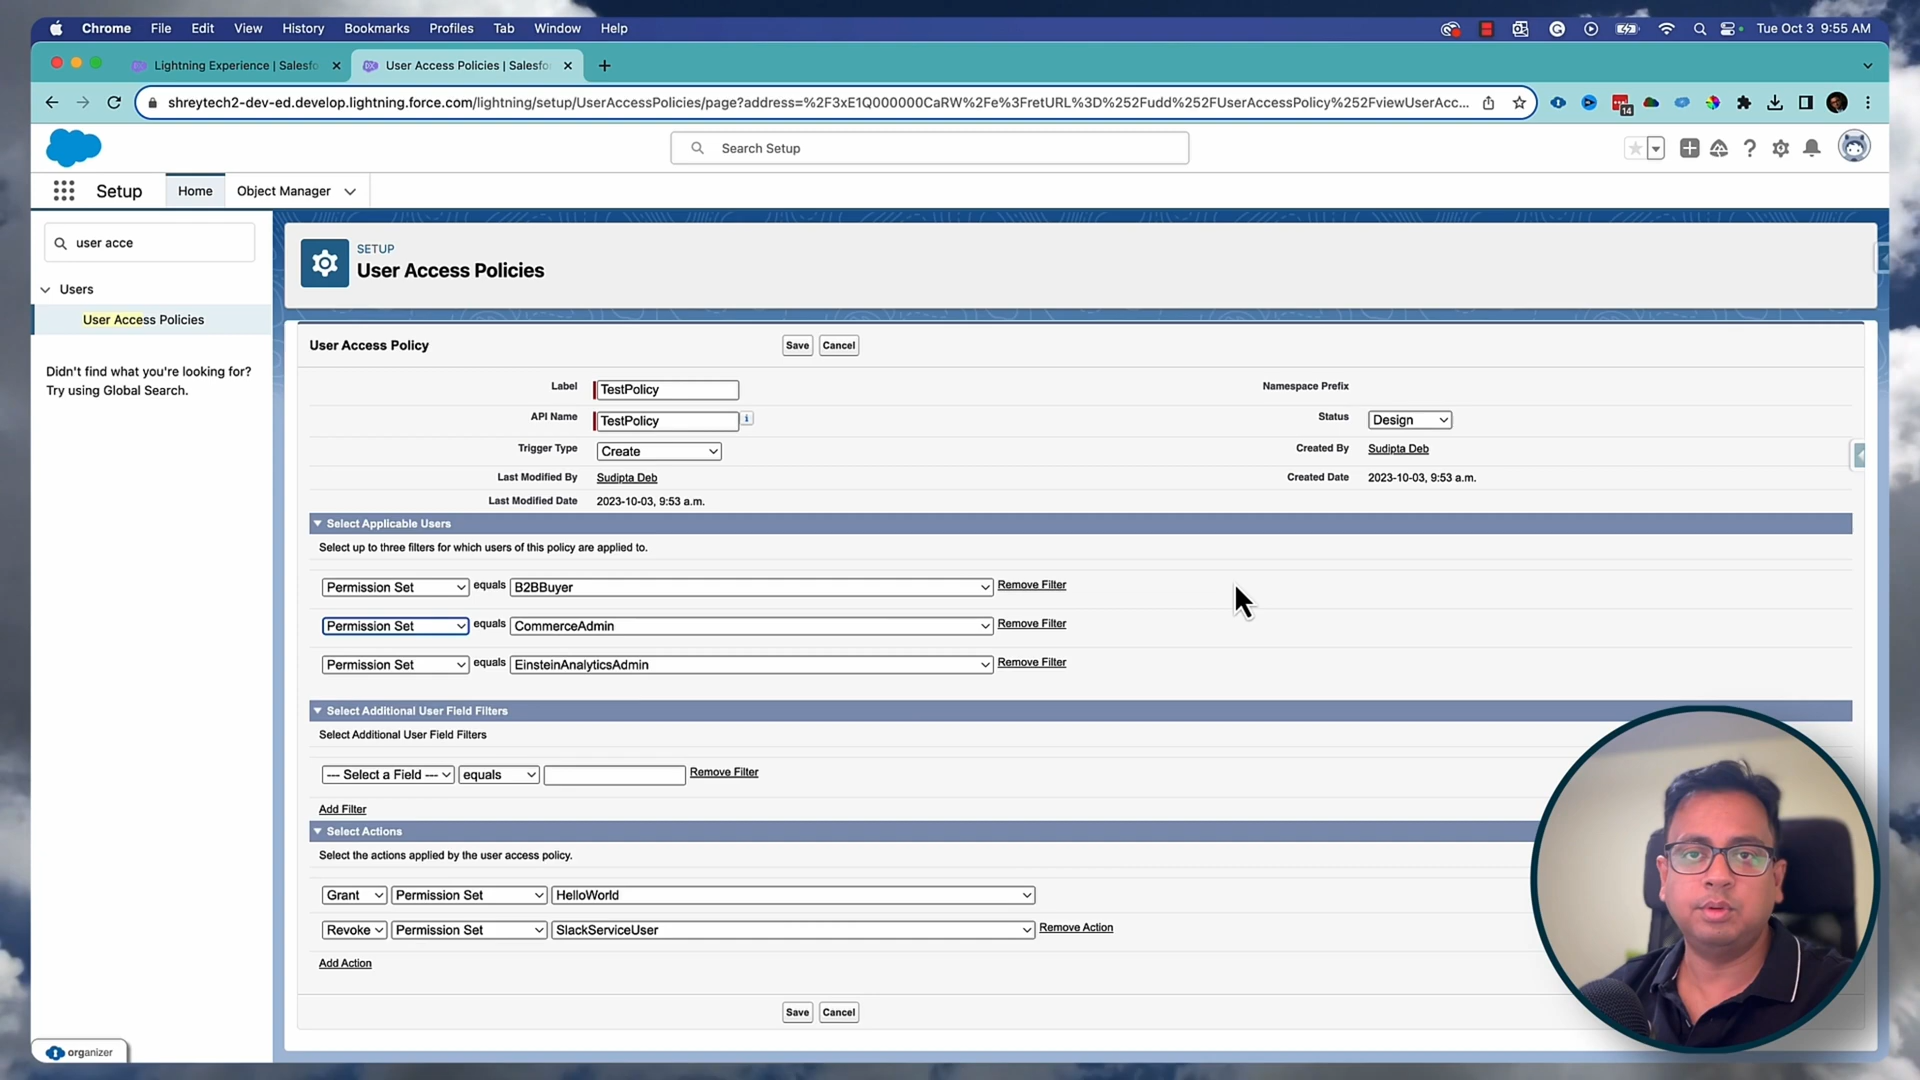 Chrome File Edit View History Bookmarks Profiles Tab Window Help Tue Oct 3 9:55 AM
Lightning Experience | Salesfo User Access Policies | Salesfo
shreytech2-dev-ed.develop.lightning.force.com/lightning/setup/UserAccessPolicies/page?address=%2F3xE1Q000000CaRW%2Fe%3FretURL%3D%252Fudd%252FUserAccessPolicy%252FviewUserAcc... 14
Search Setup
Setup Home Object Manager
user acce
Users
User Access Policies
Didn't find what you're looking for?
Try using Global Search.
SETUP
User Access Policies
User Access Policy Save Cancel
Label TestPolicy Namespace Prefix
API Name TestPolicy i Status Design
Trigger Type Create Created By Sudipta Deb
Last Modified By Sudipta Deb Created Date 2023-10-03, 9:53 a.m.
Last Modified Date 2023-10-03, 9:53 a.m.
Select Applicable Users
Select up to three filters for which users of this policy are applied to.
Permission Set equals B2BBuyer Remove Filter
Permission Set equals CommerceAdmin Remove Filter
Permission Set equals EinsteinAnalyticsAdmin Remove Filter
Select Additional User Field Filters
Select Additional User Field Filters
--- Select a Field --- equals Remove Filter
Add Filter
Select Actions
Select the actions applied by the user access policy.
Grant Permission Set HelloWorld
Revoke Permission Set SlackServiceUser Remove Action
Add Action
Save Cancel
organizer